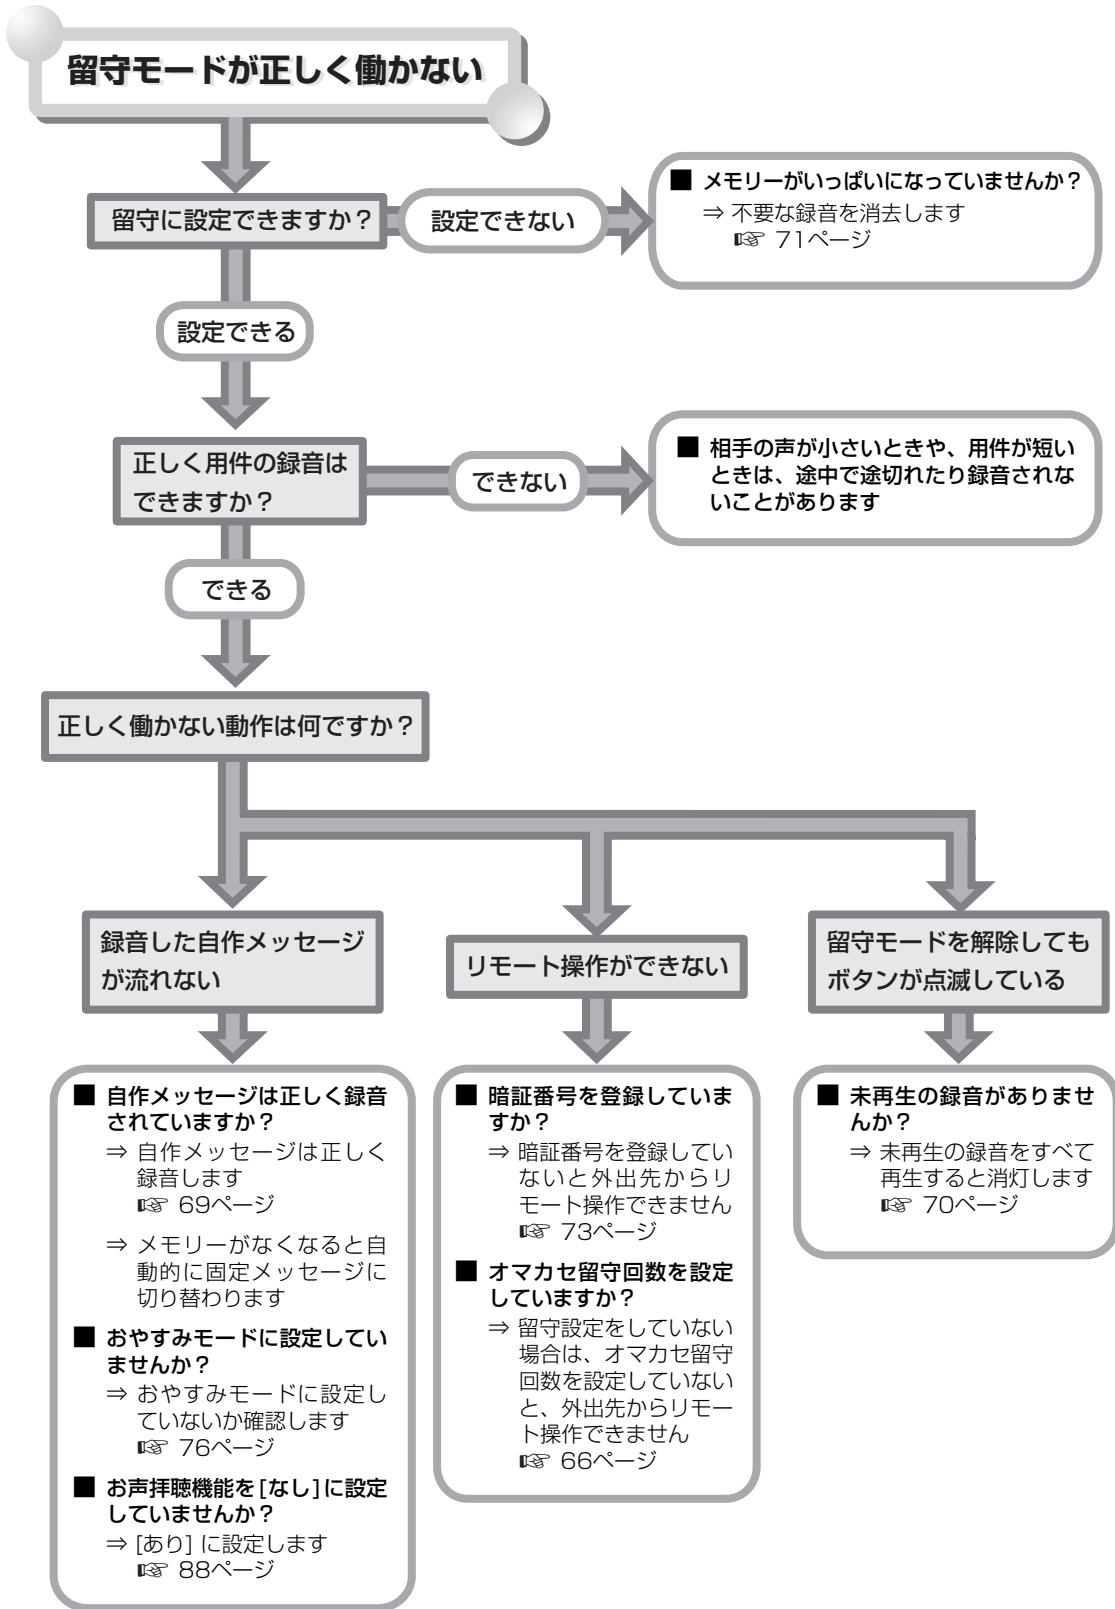 留守モードが正しく働かない
留守に設定できますか？
設定できない
■ メモリーがいっぱいになっていませんか？
⇒ 不要な録音を消去します
☞ 71ページ
設定できる
正しく用件の録音は
できますか？
できない
■ 相手の声が小さいときや、用件が短い
ときは、途中で途切れたり録音されな
いことがあります
できる
正しく働かない動作は何ですか？
録音した自作メッセージ
が流れない
リモート操作ができない
留守モードを解除しても
ボタンが点滅している
■ 自作メッセージは正しく録音
されていますか？
⇒ 自作メッセージは正しく
録音します
☞ 69ページ
⇒ メモリーがなくなると自
動的に固定メッセージに
切り替わります
■ おやすみモードに設定してい
ませんか？
⇒ おやすみモードに設定し
ていないか確認します
☞ 76ページ
■ お声拝聴機能を[なし]に設定
していませんか？
⇒ [あり] に設定します
☞ 88ページ
■ 暗証番号を登録していま
すか？
⇒ 暗証番号を登録してい
ないと外出先からリ
モート操作できません
☞ 73ページ
■ オマカセ留守回数を設定
していますか？
⇒ 留守設定をしていない
場合は、オマカセ留守
回数を設定していない
と、外出先からリモー
ト操作できません
☞ 66ページ
■ 未再生の録音がありませ
んか？
⇒ 未再生の録音をすべて
再生すると消灯します
☞ 70ページ